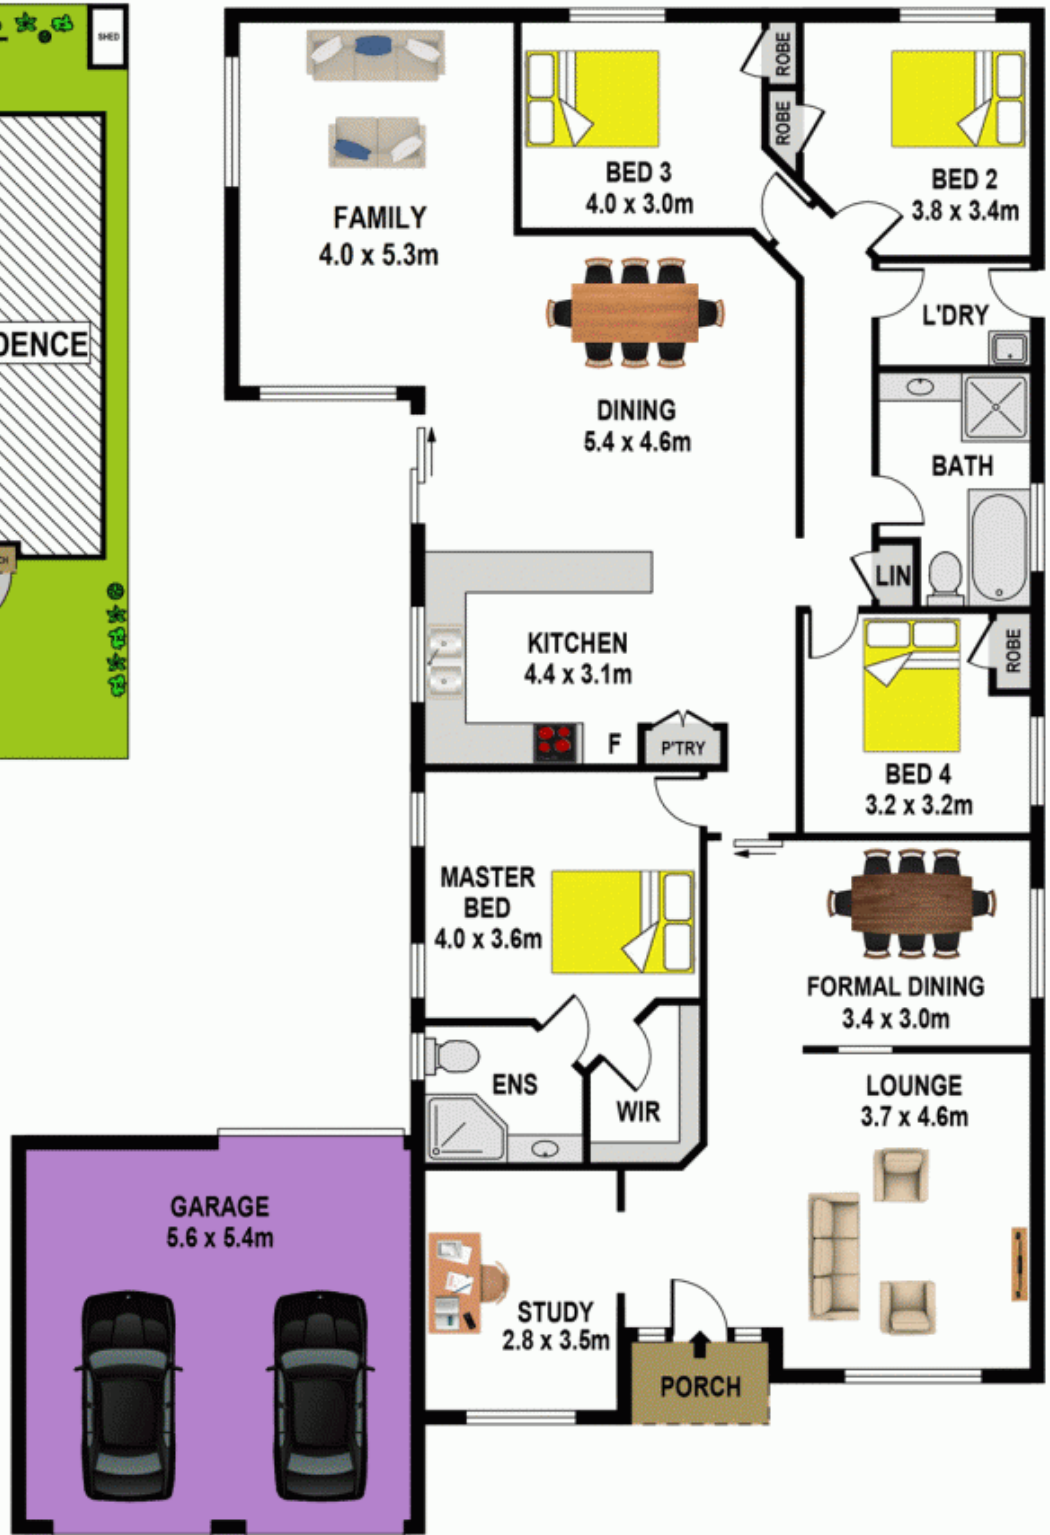 SHED
DENCE
CH
FAMILY
4.0 x 5.3m
BED 3
4.0 x 3.0m
ROBE
ROBE
BED 2
3.8 x 3.4m
L'DRY
DINING
5.4 x 4.6m
BATH
LIN
KITCHEN
4.4 x 3.1m
F
P'TRY
ROBE
BED 4
3.2 x 3.2m
MASTER
BED
4.0 x 3.6m
FORMAL DINING
3.4 x 3.0m
ENS
WIR
LOUNGE
3.7 x 4.6m
GARAGE
5.6 x 5.4m
STUDY
2.8 x 3.5m
PORCH